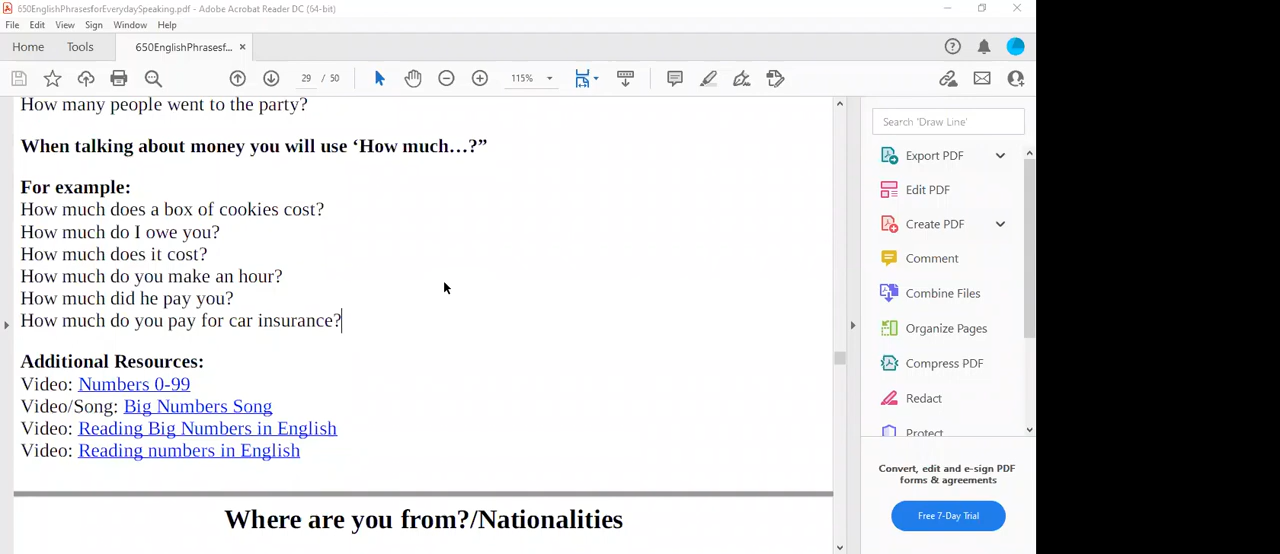 650EnglishPhrasesforEverydaySpeaking.pdf - Adobe Acrobat Reader DC (64-bit)
File Edit View Sign Window Help
Home Tools 650EnglishPhrasesf... ×
29 / 50 115%
How many people went to the party?
When talking about money you will use ‘How much…?”
For example:
How much does a box of cookies cost?
How much do I owe you?
How much does it cost?
How much do you make an hour?
How much did he pay you?
How much do you pay for car insurance?
Additional Resources:
Video: Numbers 0-99
Video/Song: Big Numbers Song
Video: Reading Big Numbers in English
Video: Reading numbers in English
Where are you from?/Nationalities
Search 'Draw Line'
Export PDF
Edit PDF
Create PDF
Comment
Combine Files
Organize Pages
Compress PDF
Redact
Protect
Convert, edit and e-sign PDF
forms & agreements
Free 7-Day Trial